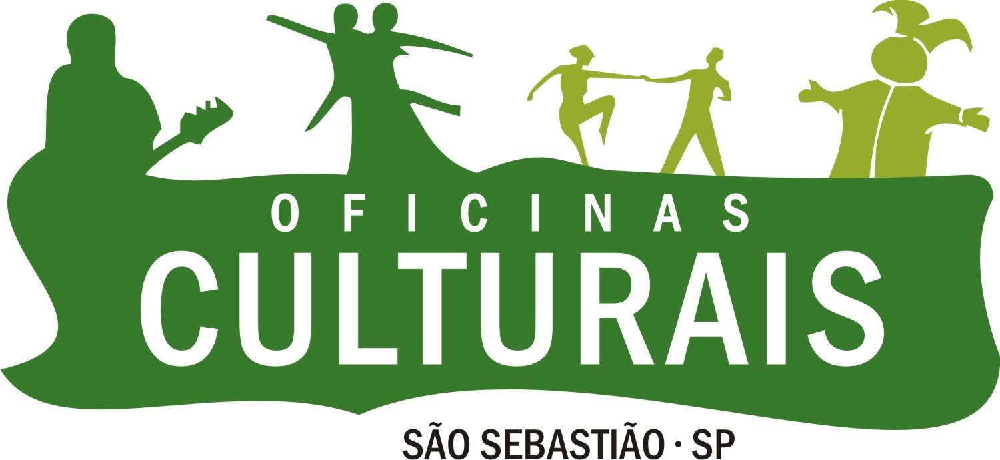 OFICINAS
CULTURAIS
SÃO SEBASTIÃO · SP